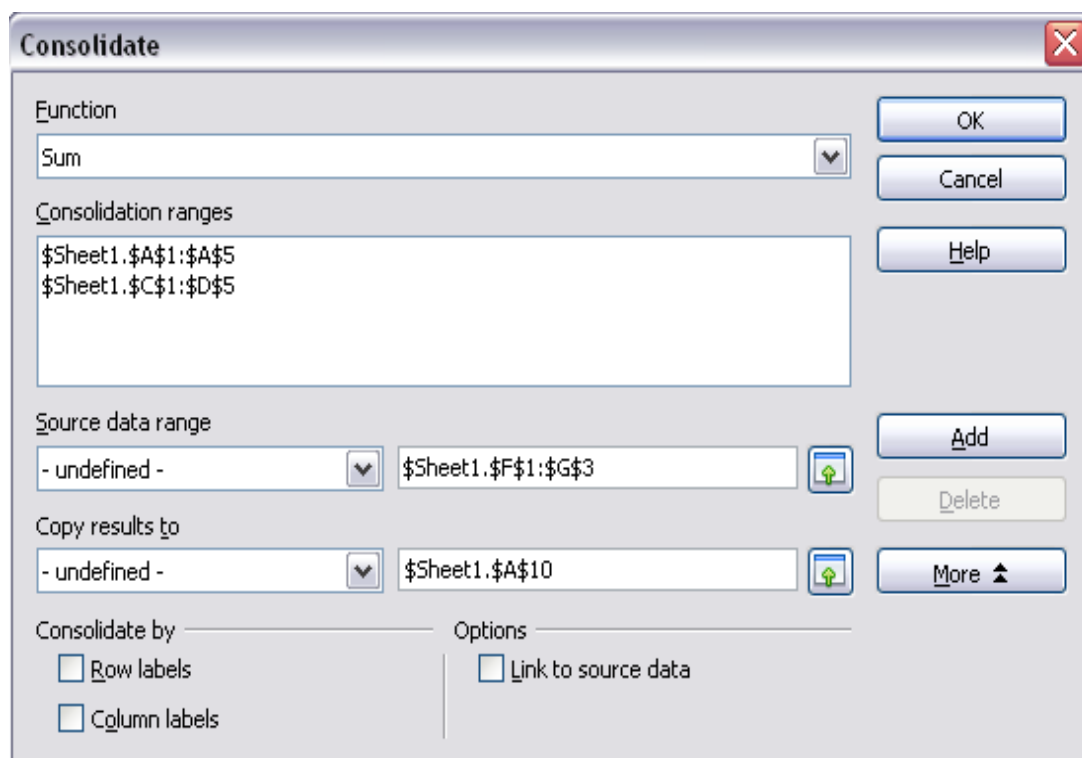 Consolidate
Function
OK
Sum
Cancel
Consolidation ranges
$Sheet1.$A$1:$A$5
$Sheet1.$C$1:$D$5
Help
Source data range
Add
- undefined -
$Sheet1.$F$1:$G$3
Delete
Copy results to
- undefined -
$Sheet1.$A$10
More
Consolidate by
Options
Row labels
Link to source data
Column labels